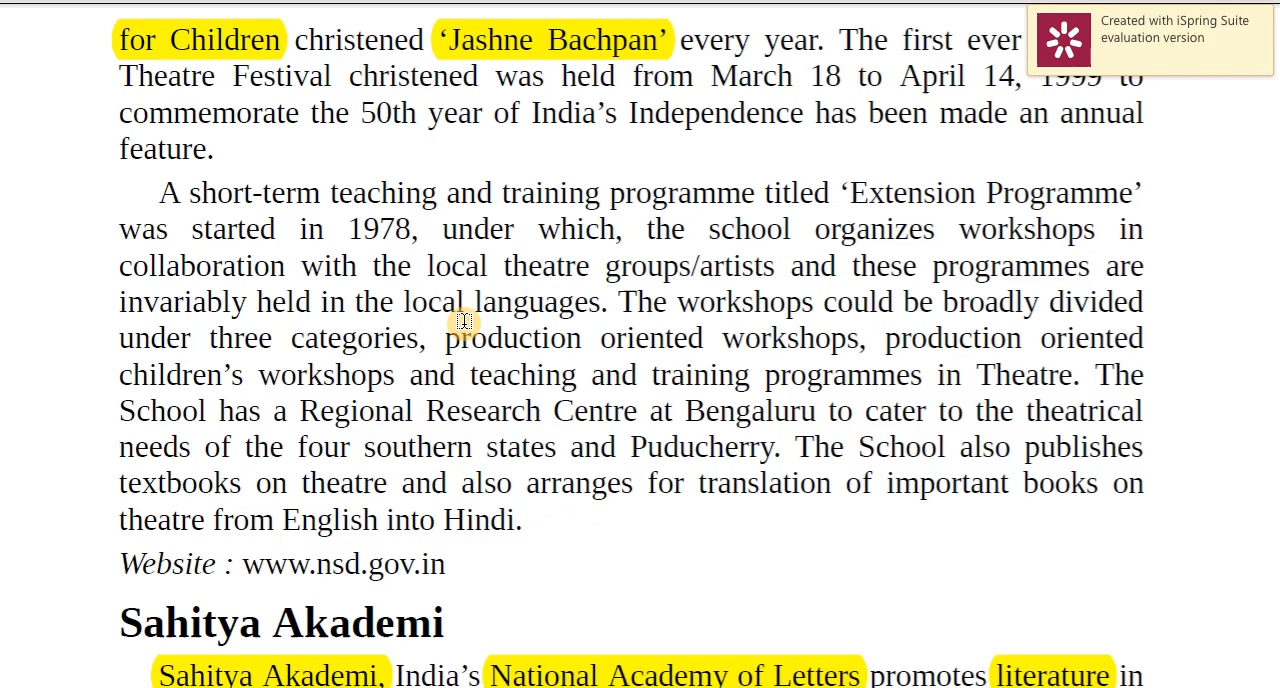 for Children christened ‘Jashne Bachpan’ every year. The first ever
Created with iSpring Suite
evaluation version
Theatre Festival christened was held from March 18 to April 14, 1999 to
commemorate the 50th year of India’s Independence has been made an annual
feature.
A short-term teaching and training programme titled ‘Extension Programme’
was started in 1978, under which, the school organizes workshops in
collaboration with the local theatre groups/artists and these programmes are
invariably held in the local languages. The workshops could be broadly divided
under three categories, production oriented workshops, production oriented
children’s workshops and teaching and training programmes in Theatre. The
School has a Regional Research Centre at Bengaluru to cater to the theatrical
needs of the four southern states and Puducherry. The School also publishes
textbooks on theatre and also arranges for translation of important books on
theatre from English into Hindi.
Website : www.nsd.gov.in
Sahitya Akademi
Sahitya Akademi, India’s National Academy of Letters promotes literature in